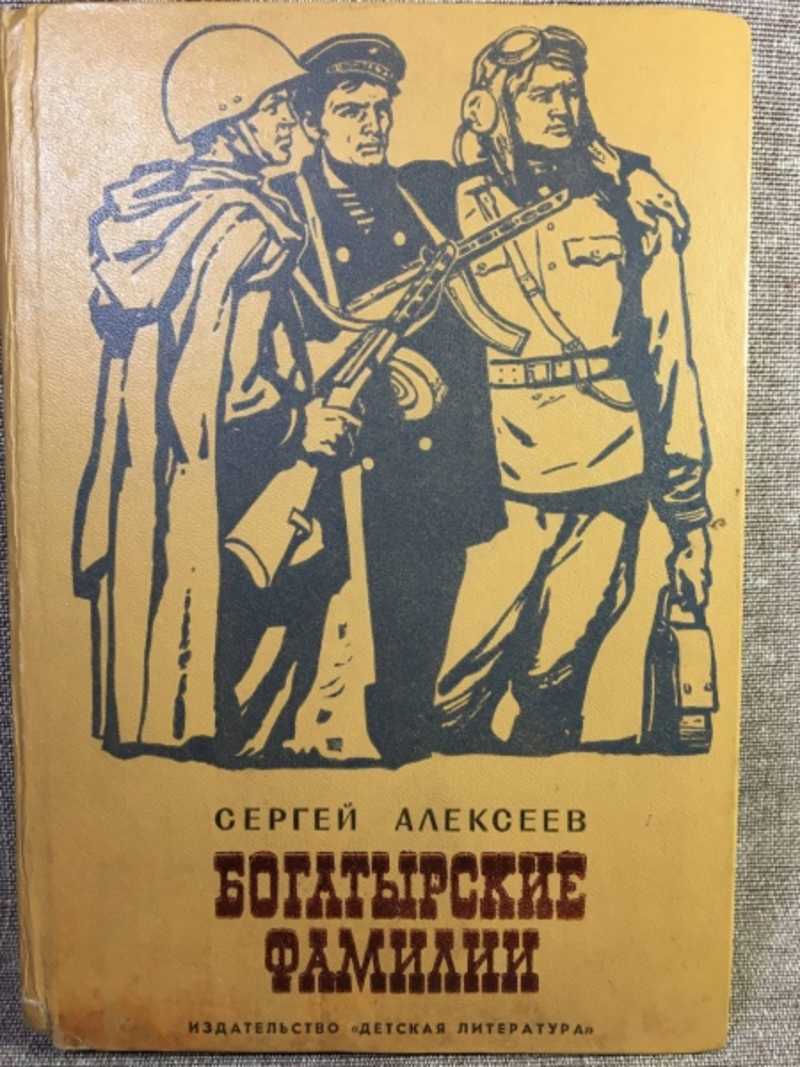 СЕРГЕЙ АЛЕКСЕЕВ
БОГАТЫРСКИЕ
ФАМИЛИИ
ИЗДАТЕЛЬСТВО «ДЕТСКАЯ ЛИТЕРАТУРА»